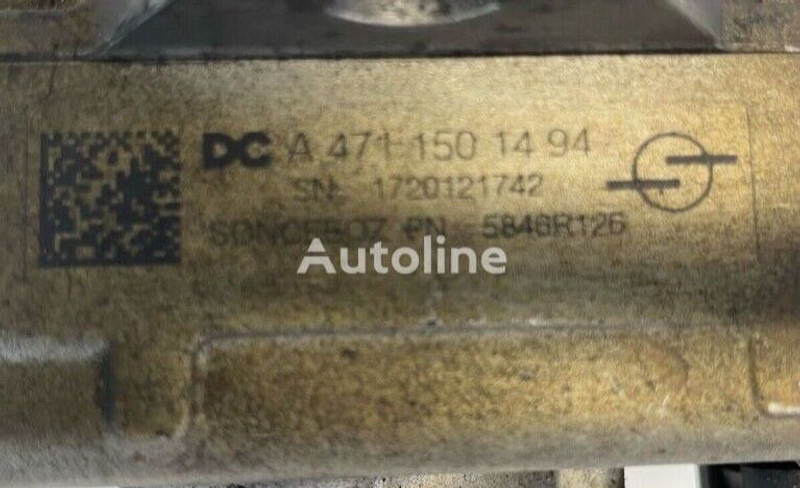 DC A 471 150 14 94
SN: 1720121742
SONCEBOZ PN 5846R126
Autoline